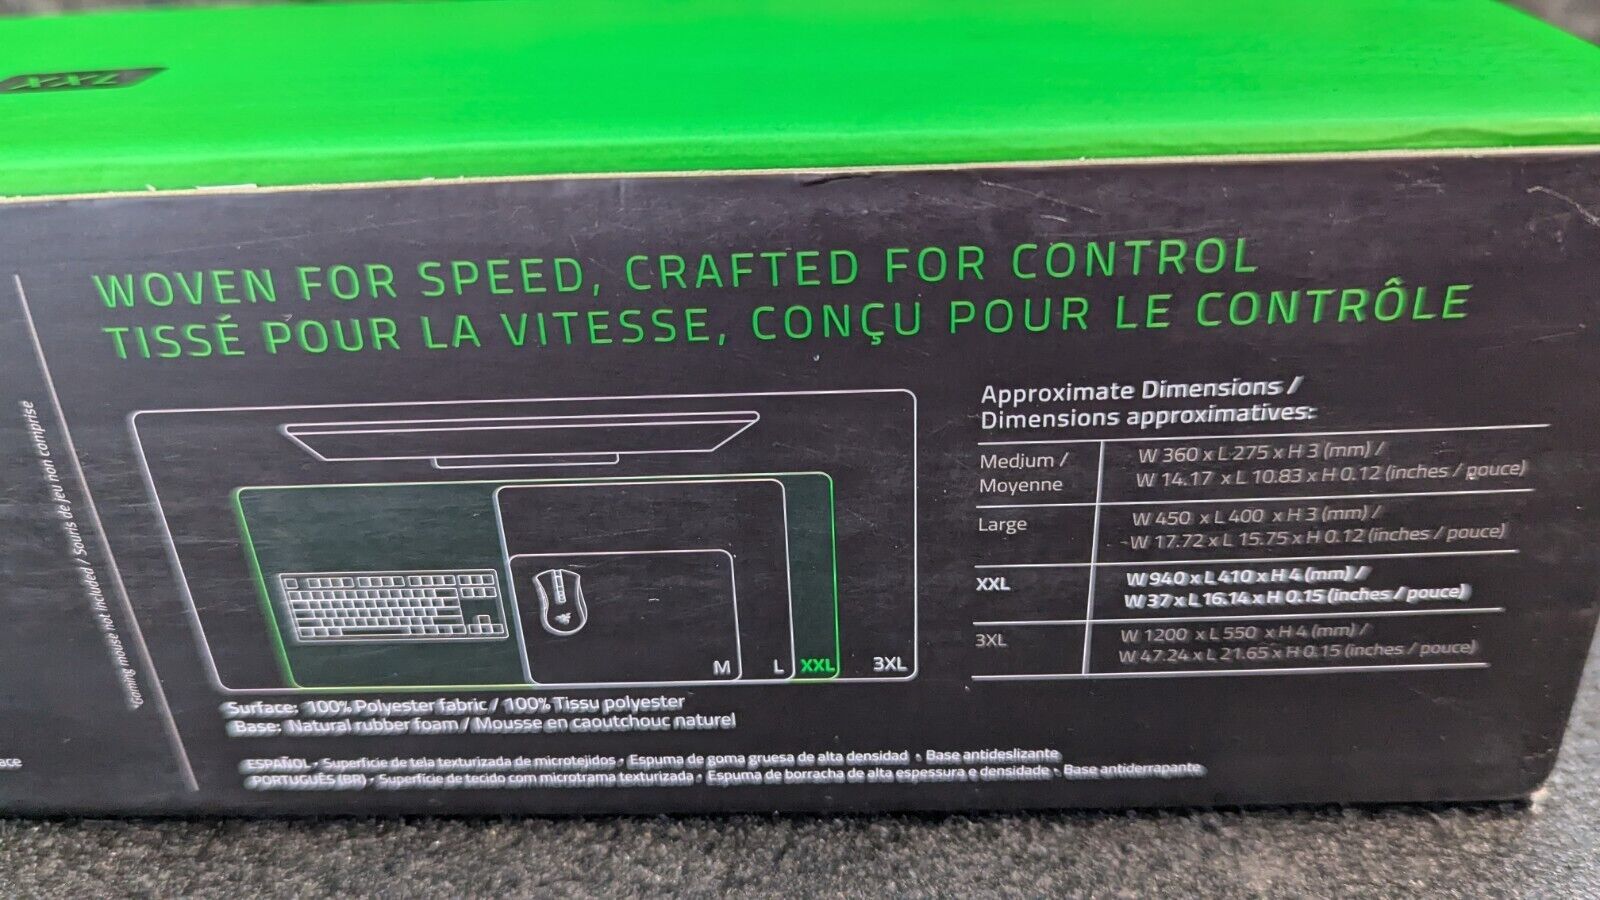 XXL
WOVEN FOR SPEED, CRAFTED FOR CONTROL
TISSÉ POUR LA VITESSE, CONÇU POUR LE CONTRÔLE
Gaming mouse not included / Souris de jeu non comprise
ace
M
L
XXL
3XL
Surface: 100% Polyester fabric / 100% Tissu polyester
Base: Natural rubber foam / Mousse en caoutchouc naturel
ESPAÑOL • Superficie de tela texturizada de microtejidos • Espuma de goma gruesa de alta densidad • Base antideslizante
PORTUGUÊS (BR) • Superfície de tecido com microtrama texturizada • Espuma de borracha de alta espessura e densidade • Base antiderrapante
Approximate Dimensions /
Dimensions approximatives:
Medium /
Moyenne
W 360 x L 275 x H 3 (mm) /
W 14.17 x L 10.83 x H 0.12 (inches / pouce)
Large
W 450 x L 400 x H 3 (mm) /
W 17.72 x L 15.75 x H 0.12 (inches / pouce)
XXL
W 940 x L 410 x H 4 (mm) /
W 37 x L 16.14 x H 0.15 (inches / pouce)
3XL
W 1200 x L 550 x H 4 (mm) /
W 47.24 x L 21.65 x H 0.15 (inches / pouce)